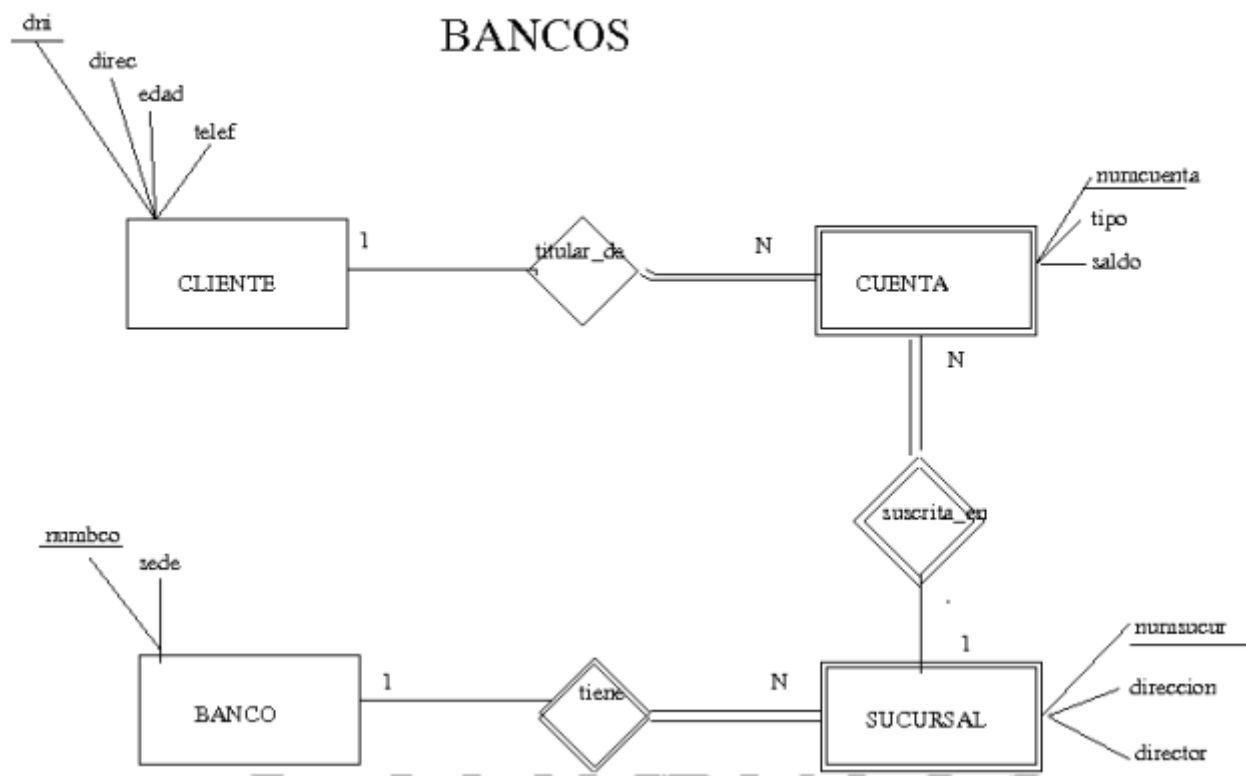 BANCOS
dni
direc
edad
telef
numcuenta
tipo
saldo
1
titular_de
N
CLIENTE
CUENTA
N
suscrita_en
numbco
sede
1
numsucur
direccion
director
1
tiene
N
BANCO
SUCURSAL